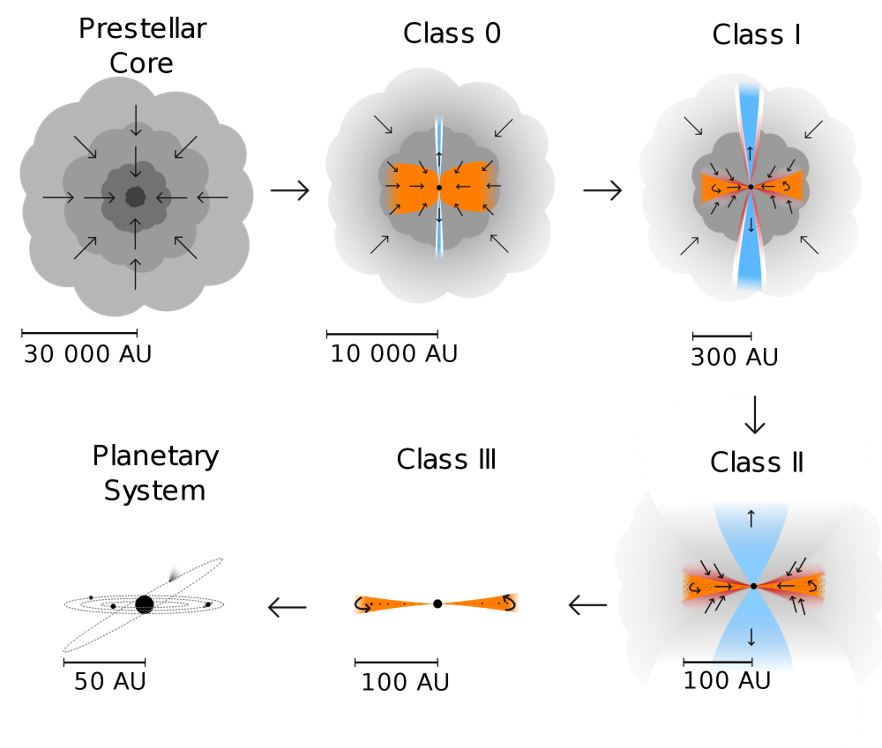 Prestellar
Core
Class 0
Class I
30 000 AU
10 000 AU
300 AU
Planetary
System
Class III
Class II
50 AU
100 AU
100 AU